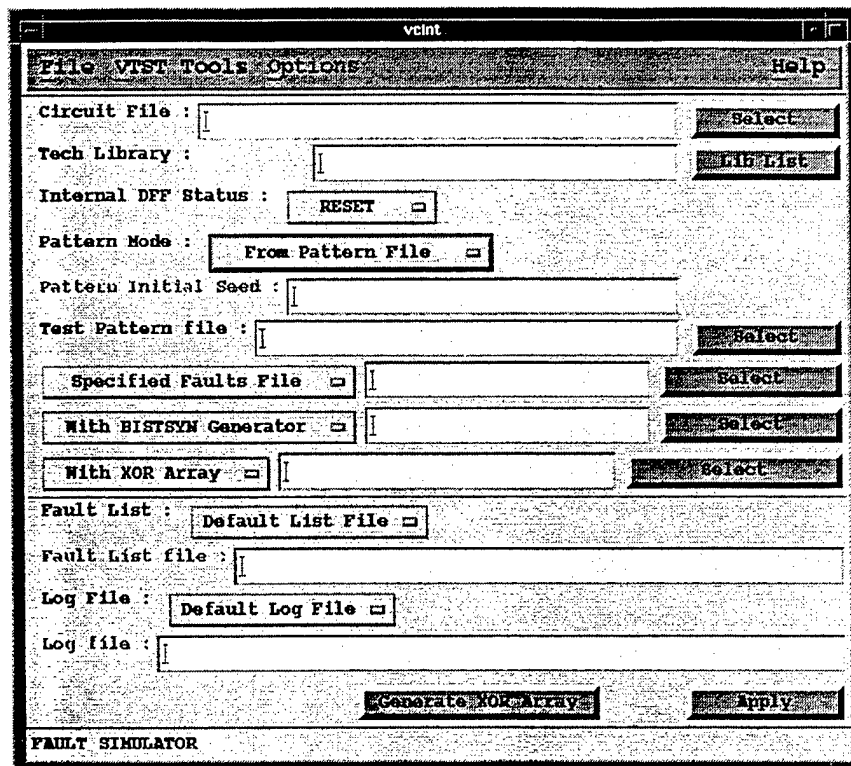 vcint
File VTST Tools Options Help
Circuit File : Select
Tech Library : Lib List
Internal DFF Status : RESET
Pattern Mode : From Pattern File
Pattern Initial Seed :
Test Pattern file : Select
Specified Faults File Select
With BISTSYN Generator Select
With XOR Array Select
Fault List : Default List File
Fault List file :
Log File : Default Log File
Log file :
Generate XOR Array Apply
FAULT SIMULATOR